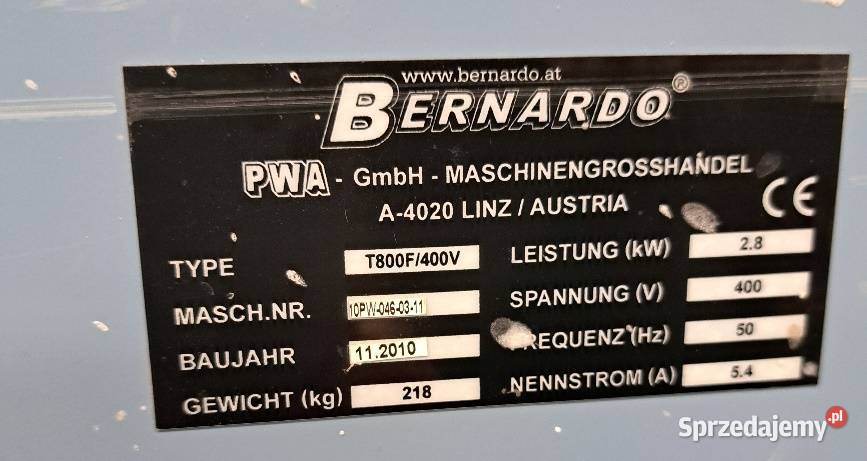 www.bernardo.at
BERNARDO®
PWA - GmbH - MASCHINENGROSSHANDEL
A-4020 LINZ / AUSTRIA
CE
TYPE T800F/400V
MASCH.NR. 10PW-046-03-11
BAUJAHR 11.2010
GEWICHT (kg) 218
LEISTUNG (kW) 2.8
SPANNUNG (V) 400
FREQUENZ (Hz) 50
NENNSTROM (A) 5.4
Sprzedajemy.pl